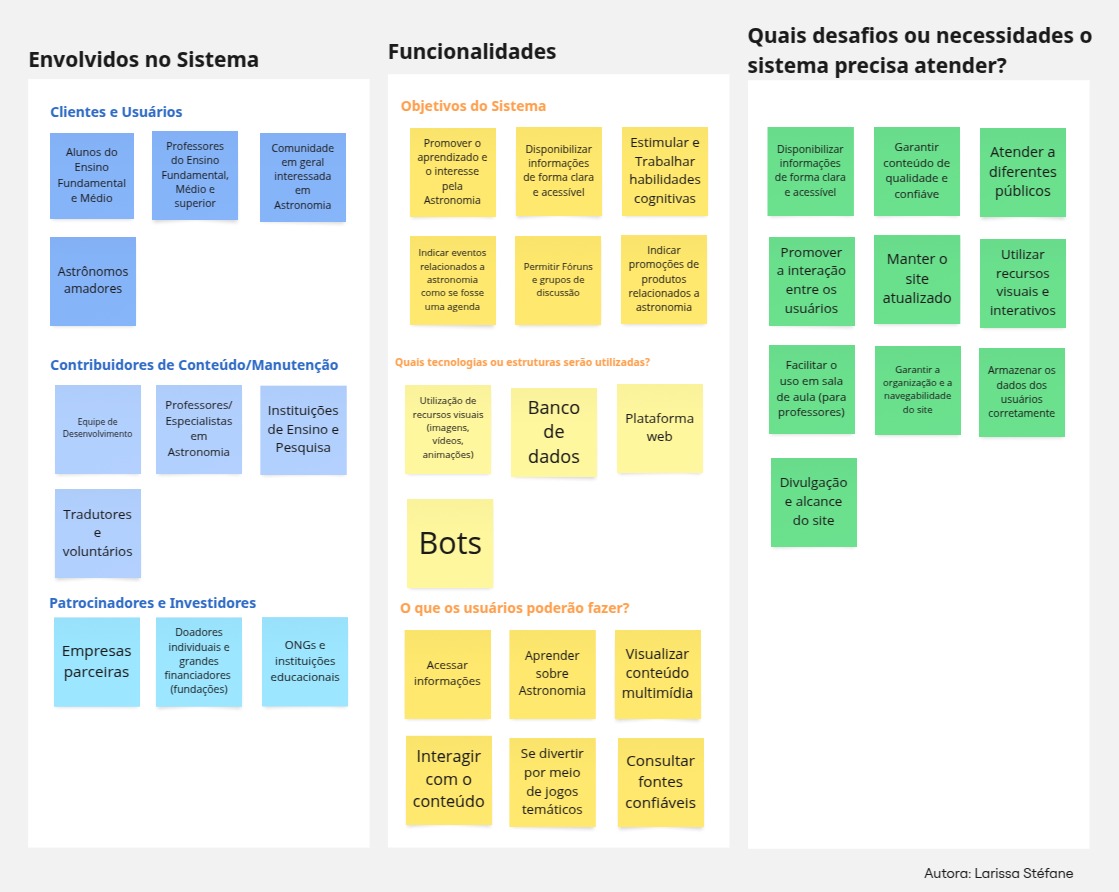 Envolvidos no Sistema
Clientes e Usuários
Alunos do
Ensino
Fundamental
e Médio
Professores
do Ensino
Fundamental,
Médio e
superior
Comunidade
em geral
interessada
em
Astronomia
Astrônomos
amadores
Contribuidores de Conteúdo/Manutenção
Equipe de
Desenvolvimento
Professores/
Especialistas
em
Astronomia
Instituições
de Ensino e
Pesquisa
Tradutores
e
voluntários
Patrocinadores e Investidores
Empresas
parceiras
Doadores
individuais e
grandes
financiadores
(fundações)
ONGs e
instituições
educacionais
Funcionalidades
Objetivos do Sistema
Promover o
aprendizado e
o interesse
pela
Astronomia
Disponibilizar
informações
de forma clara
e acessível
Estimular e
Trabalhar
habilidades
cognitivas
Indicar eventos
relacionados a
astronomia
como se fosse
uma agenda
Permitir Fóruns
e grupos de
discussão
Indicar
promoções de
produtos
relacionados a
astronomia
Quais tecnologias ou estruturas serão utilizadas?
Utilização de
recursos visuais
(imagens,
vídeos,
animações)
Banco
de
dados
Plataforma
web
Bots
O que os usuários poderão fazer?
Acessar
informações
Aprender
sobre
Astronomia
Visualizar
conteúdo
multimídia
Interagir
com o
conteúdo
Se divertir
por meio
de jogos
temáticos
Consultar
fontes
confiáveis
Quais desafios ou necessidades o
sistema precisa atender?
Disponibilizar
informações
de forma clara
e acessível
Garantir
conteúdo de
qualidade e
confiáve
Atender a
diferentes
públicos
Promover
a interação
entre os
usuários
Manter o
site
atualizado
Utilizar
recursos
visuais e
interativos
Facilitar o
uso em sala
de aula (para
professores)
Garantir a
organização e a
navegabilidade
do site
Armazenar os
dados dos
usuários
corretamente
Divulgação
e alcance
do site
Autora: Larissa Stéfane